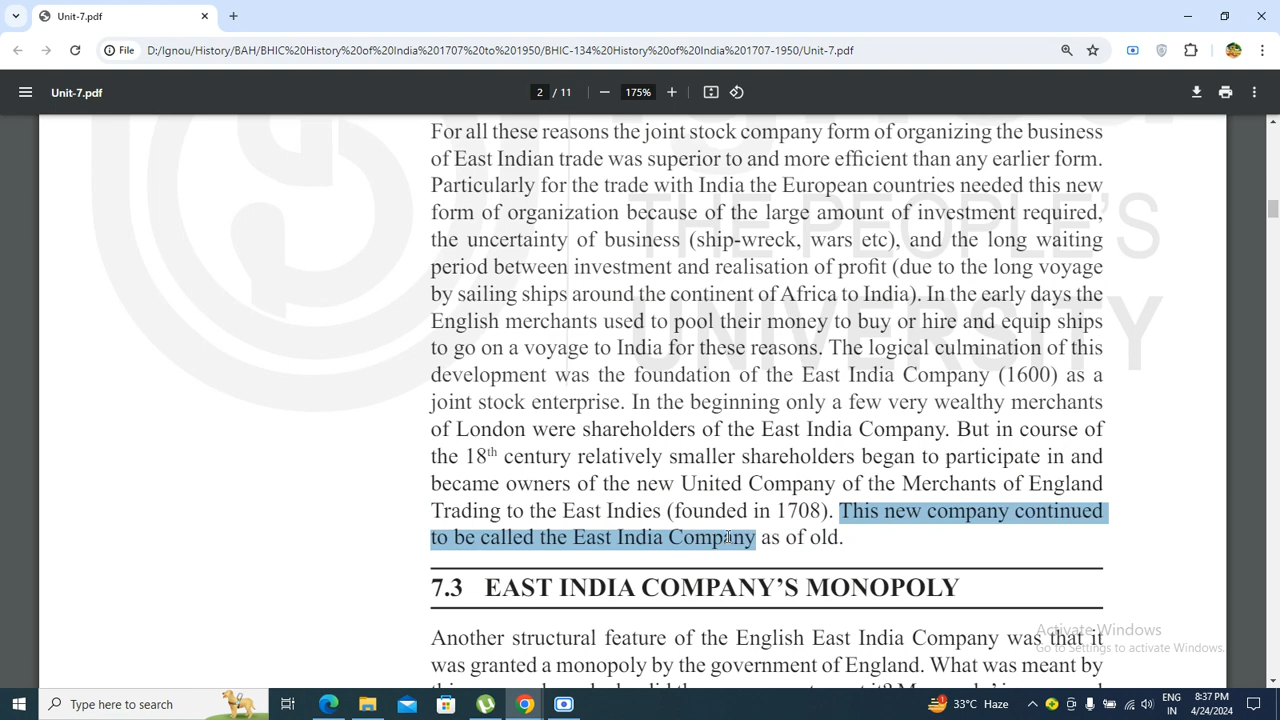 Unit-7.pdf
File D:/Ignou/History/BAH/BHIC%20History%20of%20India%201707%20to%201950/BHIC-134%20History%20of%20India%201707-1950/Unit-7.pdf
Unit-7.pdf 2 / 11 175%
For all these reasons the joint stock company form of organizing the business
of East Indian trade was superior to and more efficient than any earlier form.
Particularly for the trade with India the European countries needed this new
form of organization because of the large amount of investment required,
the uncertainty of business (ship-wreck, wars etc), and the long waiting
period between investment and realisation of profit (due to the long voyage
by sailing ships around the continent of Africa to India). In the early days the
English merchants used to pool their money to buy or hire and equip ships
to go on a voyage to India for these reasons. The logical culmination of this
development was the foundation of the East India Company (1600) as a
joint stock enterprise. In the beginning only a few very wealthy merchants
of London were shareholders of the East India Company. But in course of
the 18th century relatively smaller shareholders began to participate in and
became owners of the new United Company of the Merchants of England
Trading to the East Indies (founded in 1708). This new company continued
to be called the East India Company as of old.
7.3 EAST INDIA COMPANY'S MONOPOLY
Another structural feature of the English East India Company was that it
was granted a monopoly by the government of England. What was meant by
THE PEOPLE'S
UNIVERSITY
Activate Windows
Go to Settings to activate Windows.
Type here to search
33°C Haze
ENG
IN
8:37 PM
4/24/2024